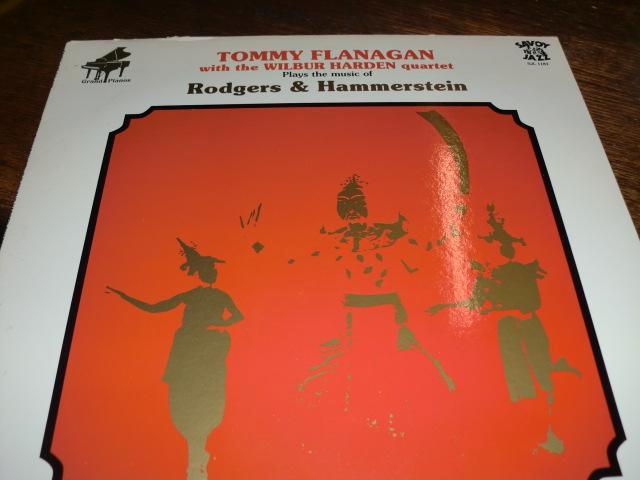 TOMMY FLANAGAN
with the WILBUR HARDEN quartet
Plays the music of
Rodgers & Hammerstein
Grand Pianos
SAVOY
JAZZ